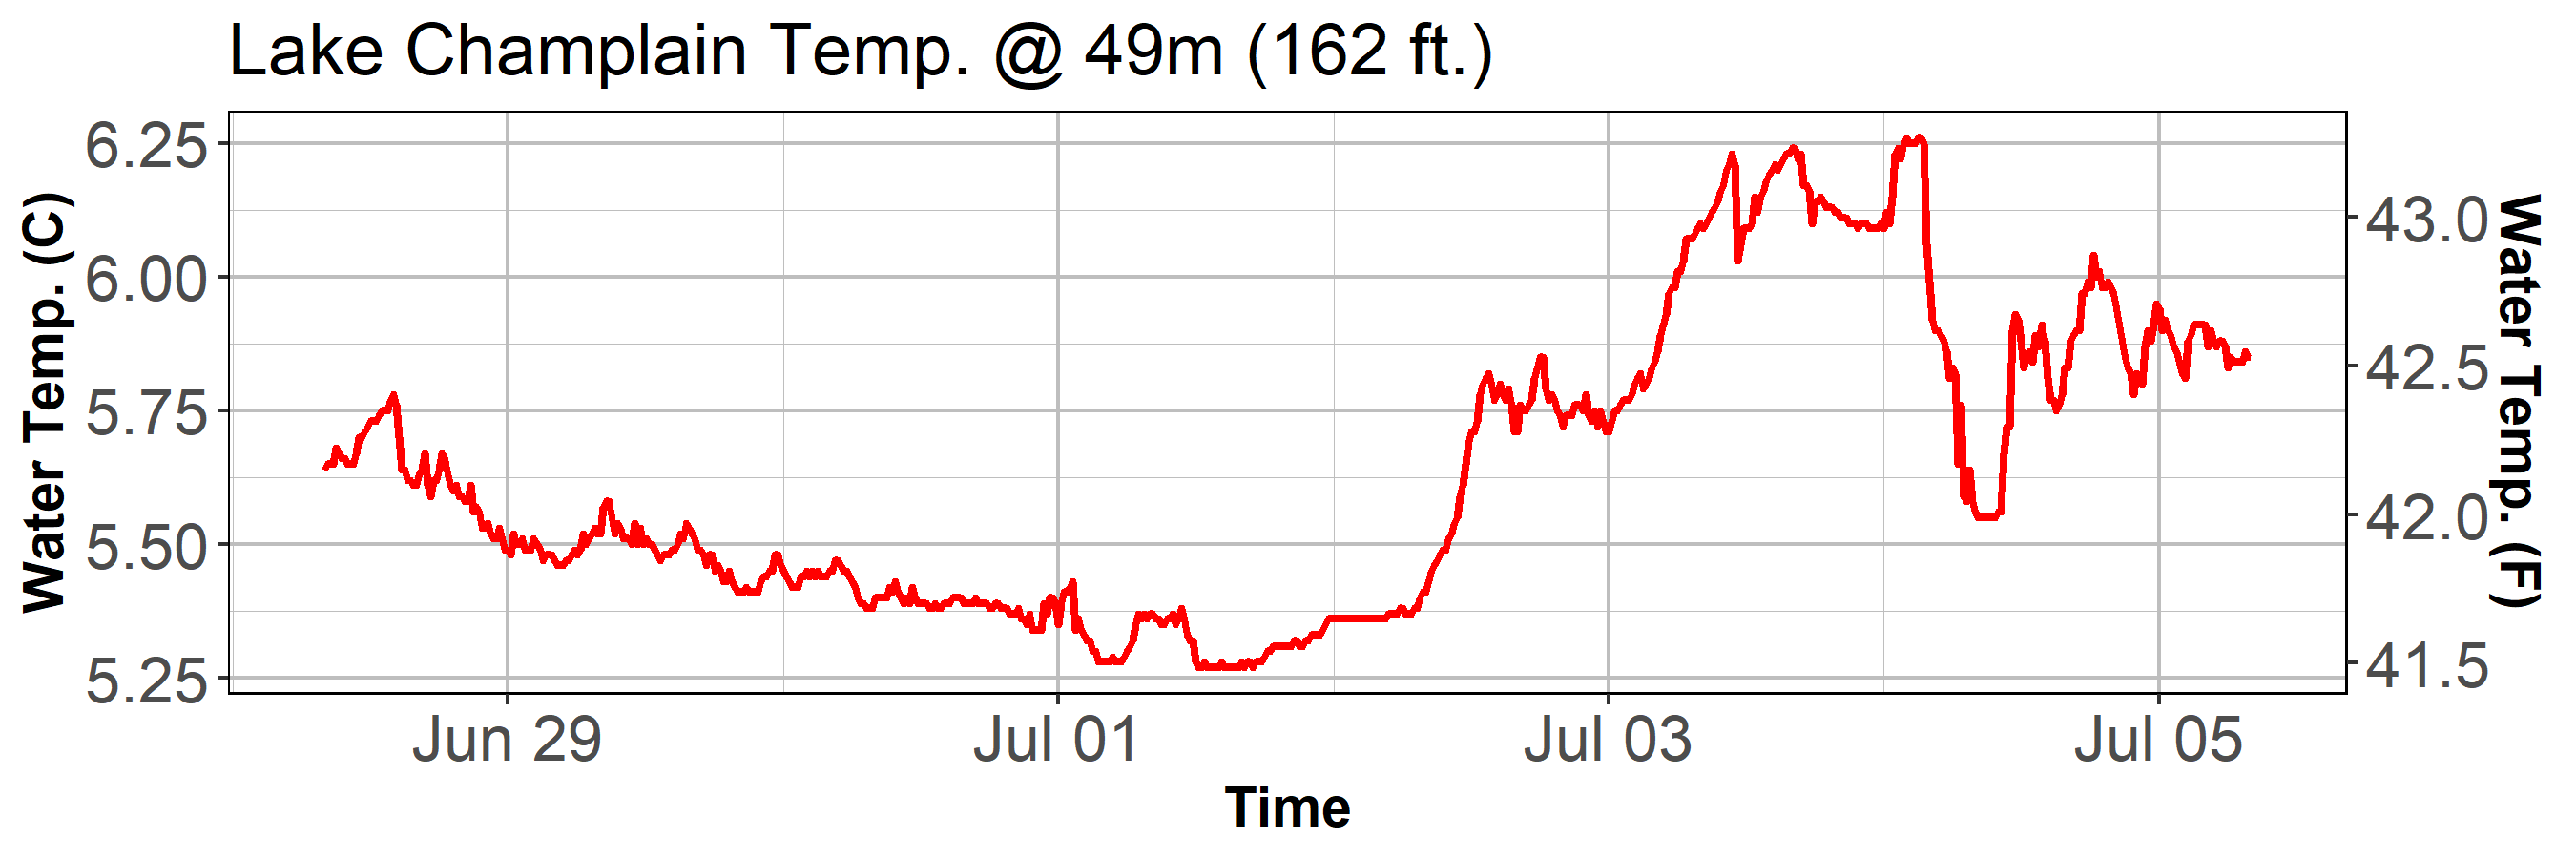 Lake Champlain Temp. @ 49m (162 ft.)
Water Temp. (C)
6.25
6.00
5.75
5.50
5.25
43.0
42.5
42.0
41.5
Water Temp. (F)
Jun 29 Jul 01 Jul 03 Jul 05
Time